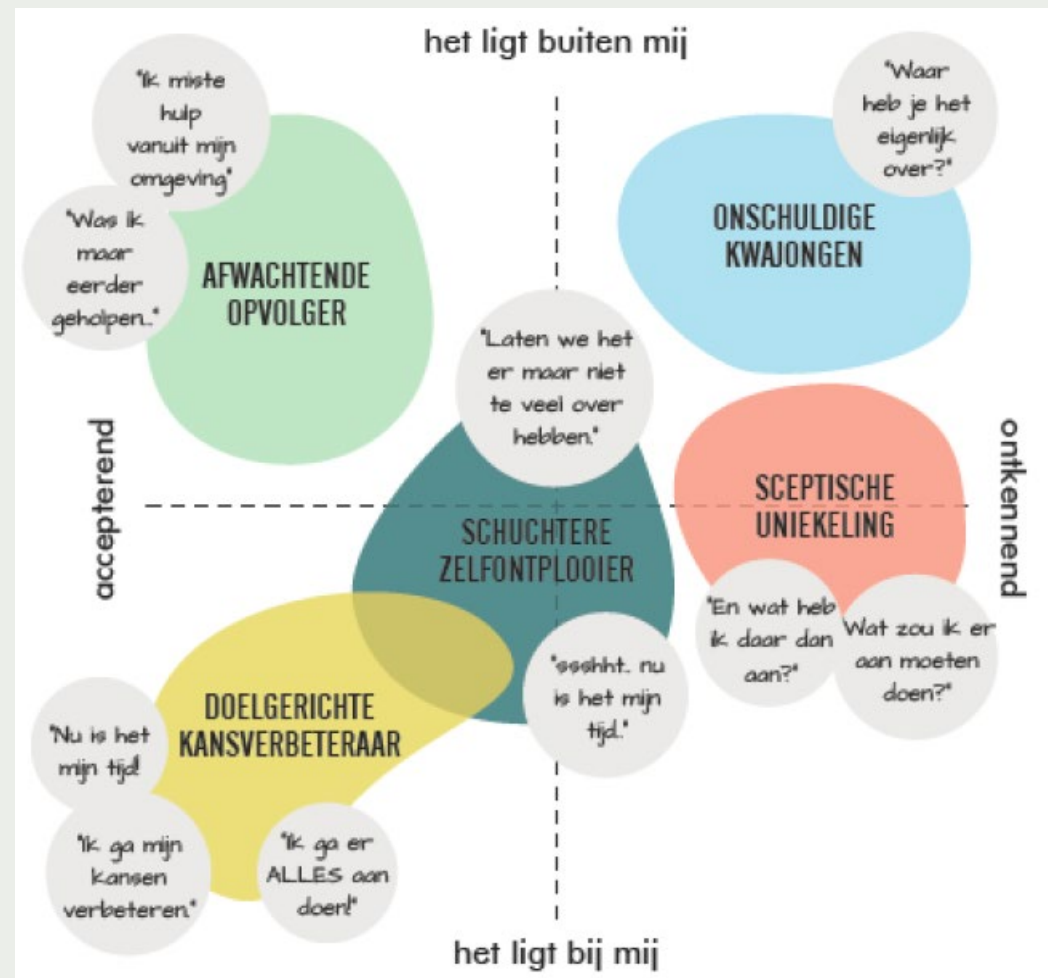 het ligt buiten mij
"Ik miste
hulp
vanuit mijn
omgeving"
"Was ik
maar
eerder
geholpen.."
AFWACHTENDE
OPVOLGER
"Waar
heb je het
eigenlijk
over?"
ONSCHULDIGE
KWAJONGEN
"Laten we het
er maar niet
te veel over
hebben."
accepterend
ontkennend
SCHUCHTERE
ZELFONTPLOOIER
SCEPTISCHE
UNIEKELING
"En wat heb
ik daar dan
aan?"
Wat zou ik er
aan moeten
doen?"
"ssshht.. nu
is het mijn
tijd.."
DOELGERICHTE
KANSVERBETERAAR
"Nu is het
mijn tijd!
"Ik ga mijn
kansen
verbeteren."
"Ik ga er
ALLES aan
doen!"
het ligt bij mij